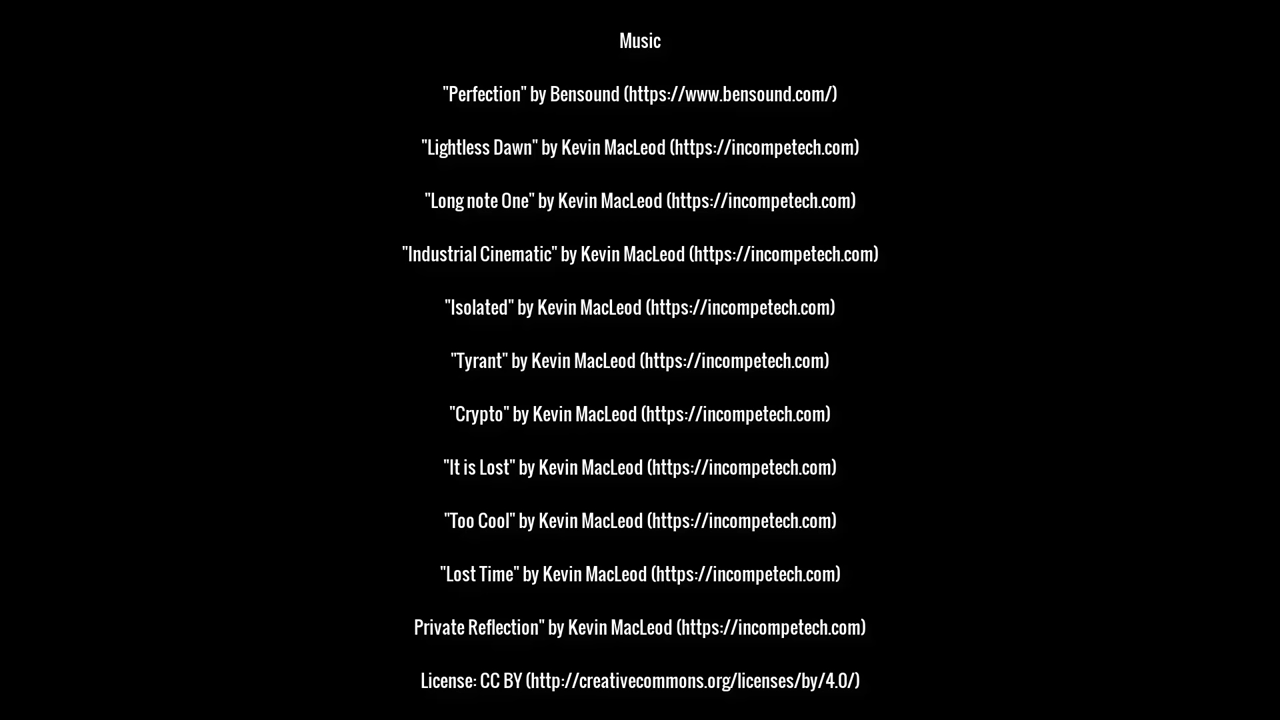 Music
"Perfection" by Bensound (https://www.bensound.com/)
"Lightless Dawn" by Kevin MacLeod (https://incompetech.com)
"Long note One" by Kevin MacLeod (https://incompetech.com)
"Industrial Cinematic" by Kevin MacLeod (https://incompetech.com)
"Isolated" by Kevin MacLeod (https://incompetech.com)
"Tyrant" by Kevin MacLeod (https://incompetech.com)
"Crypto" by Kevin MacLeod (https://incompetech.com)
"It is Lost" by Kevin MacLeod (https://incompetech.com)
"Too Cool" by Kevin MacLeod (https://incompetech.com)
"Lost Time" by Kevin MacLeod (https://incompetech.com)
Private Reflection" by Kevin MacLeod (https://incompetech.com)
License: CC BY (http://creativecommons.org/licenses/by/4.0/)